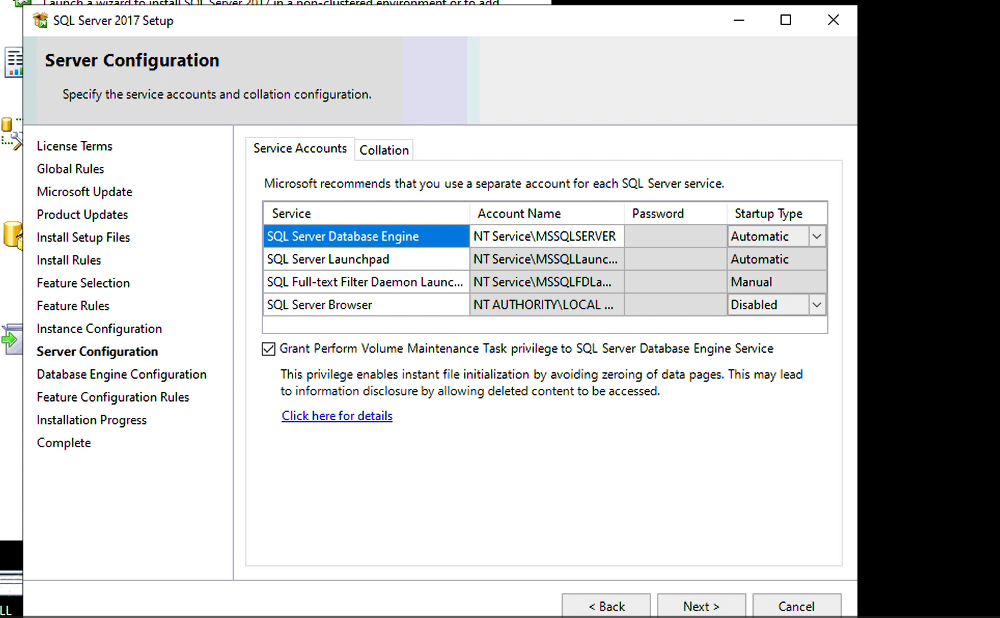 Launch a wizard to install SQL Server 2017 in a non-clustered environment or to add
SQL Server 2017 Setup
Server Configuration
Specify the service accounts and collation configuration.
License Terms
Global Rules
Microsoft Update
Product Updates
Install Setup Files
Install Rules
Feature Selection
Feature Rules
Instance Configuration
Server Configuration
Database Engine Configuration
Feature Configuration Rules
Installation Progress
Complete
Service Accounts Collation
Microsoft recommends that you use a separate account for each SQL Server service.
Service Account Name Password Startup Type
SQL Server Database Engine NT Service\MSSQLSERVER Automatic
SQL Server Launchpad NT Service\MSSQLLaunc... Automatic
SQL Full-text Filter Daemon Launc... NT Service\MSSQLFDLa... Manual
SQL Server Browser NT AUTHORITY\LOCAL ... Disabled
Grant Perform Volume Maintenance Task privilege to SQL Server Database Engine Service
This privilege enables instant file initialization by avoiding zeroing of data pages. This may lead
to information disclosure by allowing deleted content to be accessed.
Click here for details
< Back Next > Cancel
LL